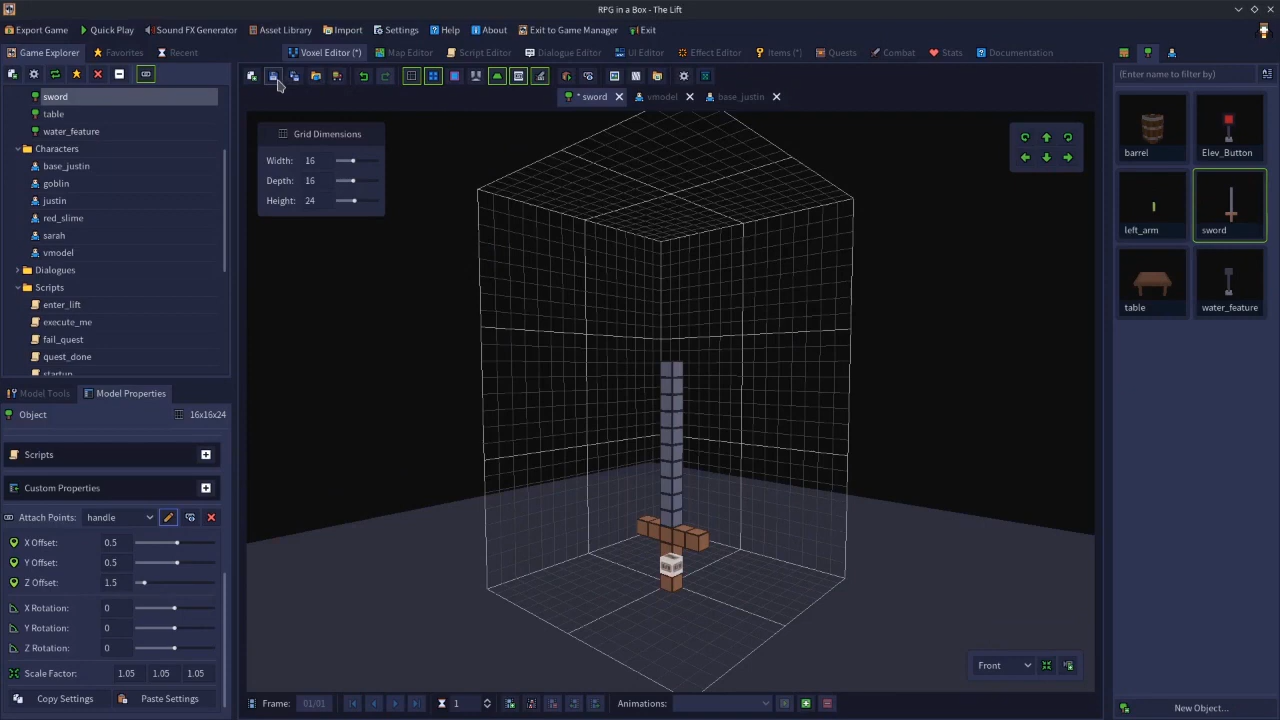 RPG in a Box - The Lift
Export Game Quick Play Sound FX Generator Asset Library Import Settings Help About Exit to Game Manager Exit
Game Explorer Favorites Recent Voxel Editor (*) Map Editor Script Editor Dialogue Editor UI Editor Effect Editor Items (*) Quests Combat Stats Documentation
(Enter name to filter by)
* sword vmodel base_justin
sword
table
water_feature
Characters
base_justin
goblin
justin
red_slime
sarah
vmodel
Dialogues
Scripts
enter_lift
execute_me
fail_quest
quest_done
startup
Grid Dimensions
Width: 16
Depth: 16
Height: 24
barrel Elev_Button
left_arm sword
table water_feature
Model Tools Model Properties
Object 16x16x24
Scripts
Custom Properties
Attach Points: handle
X Offset: 0.5
Y Offset: 0.5
Z Offset: 1.5
X Rotation: 0
Y Rotation: 0
Z Rotation: 0
Scale Factor: 1.05 1.05 1.05
Copy Settings Paste Settings
Front
Frame: 01/01 1 Animations:
New Object...